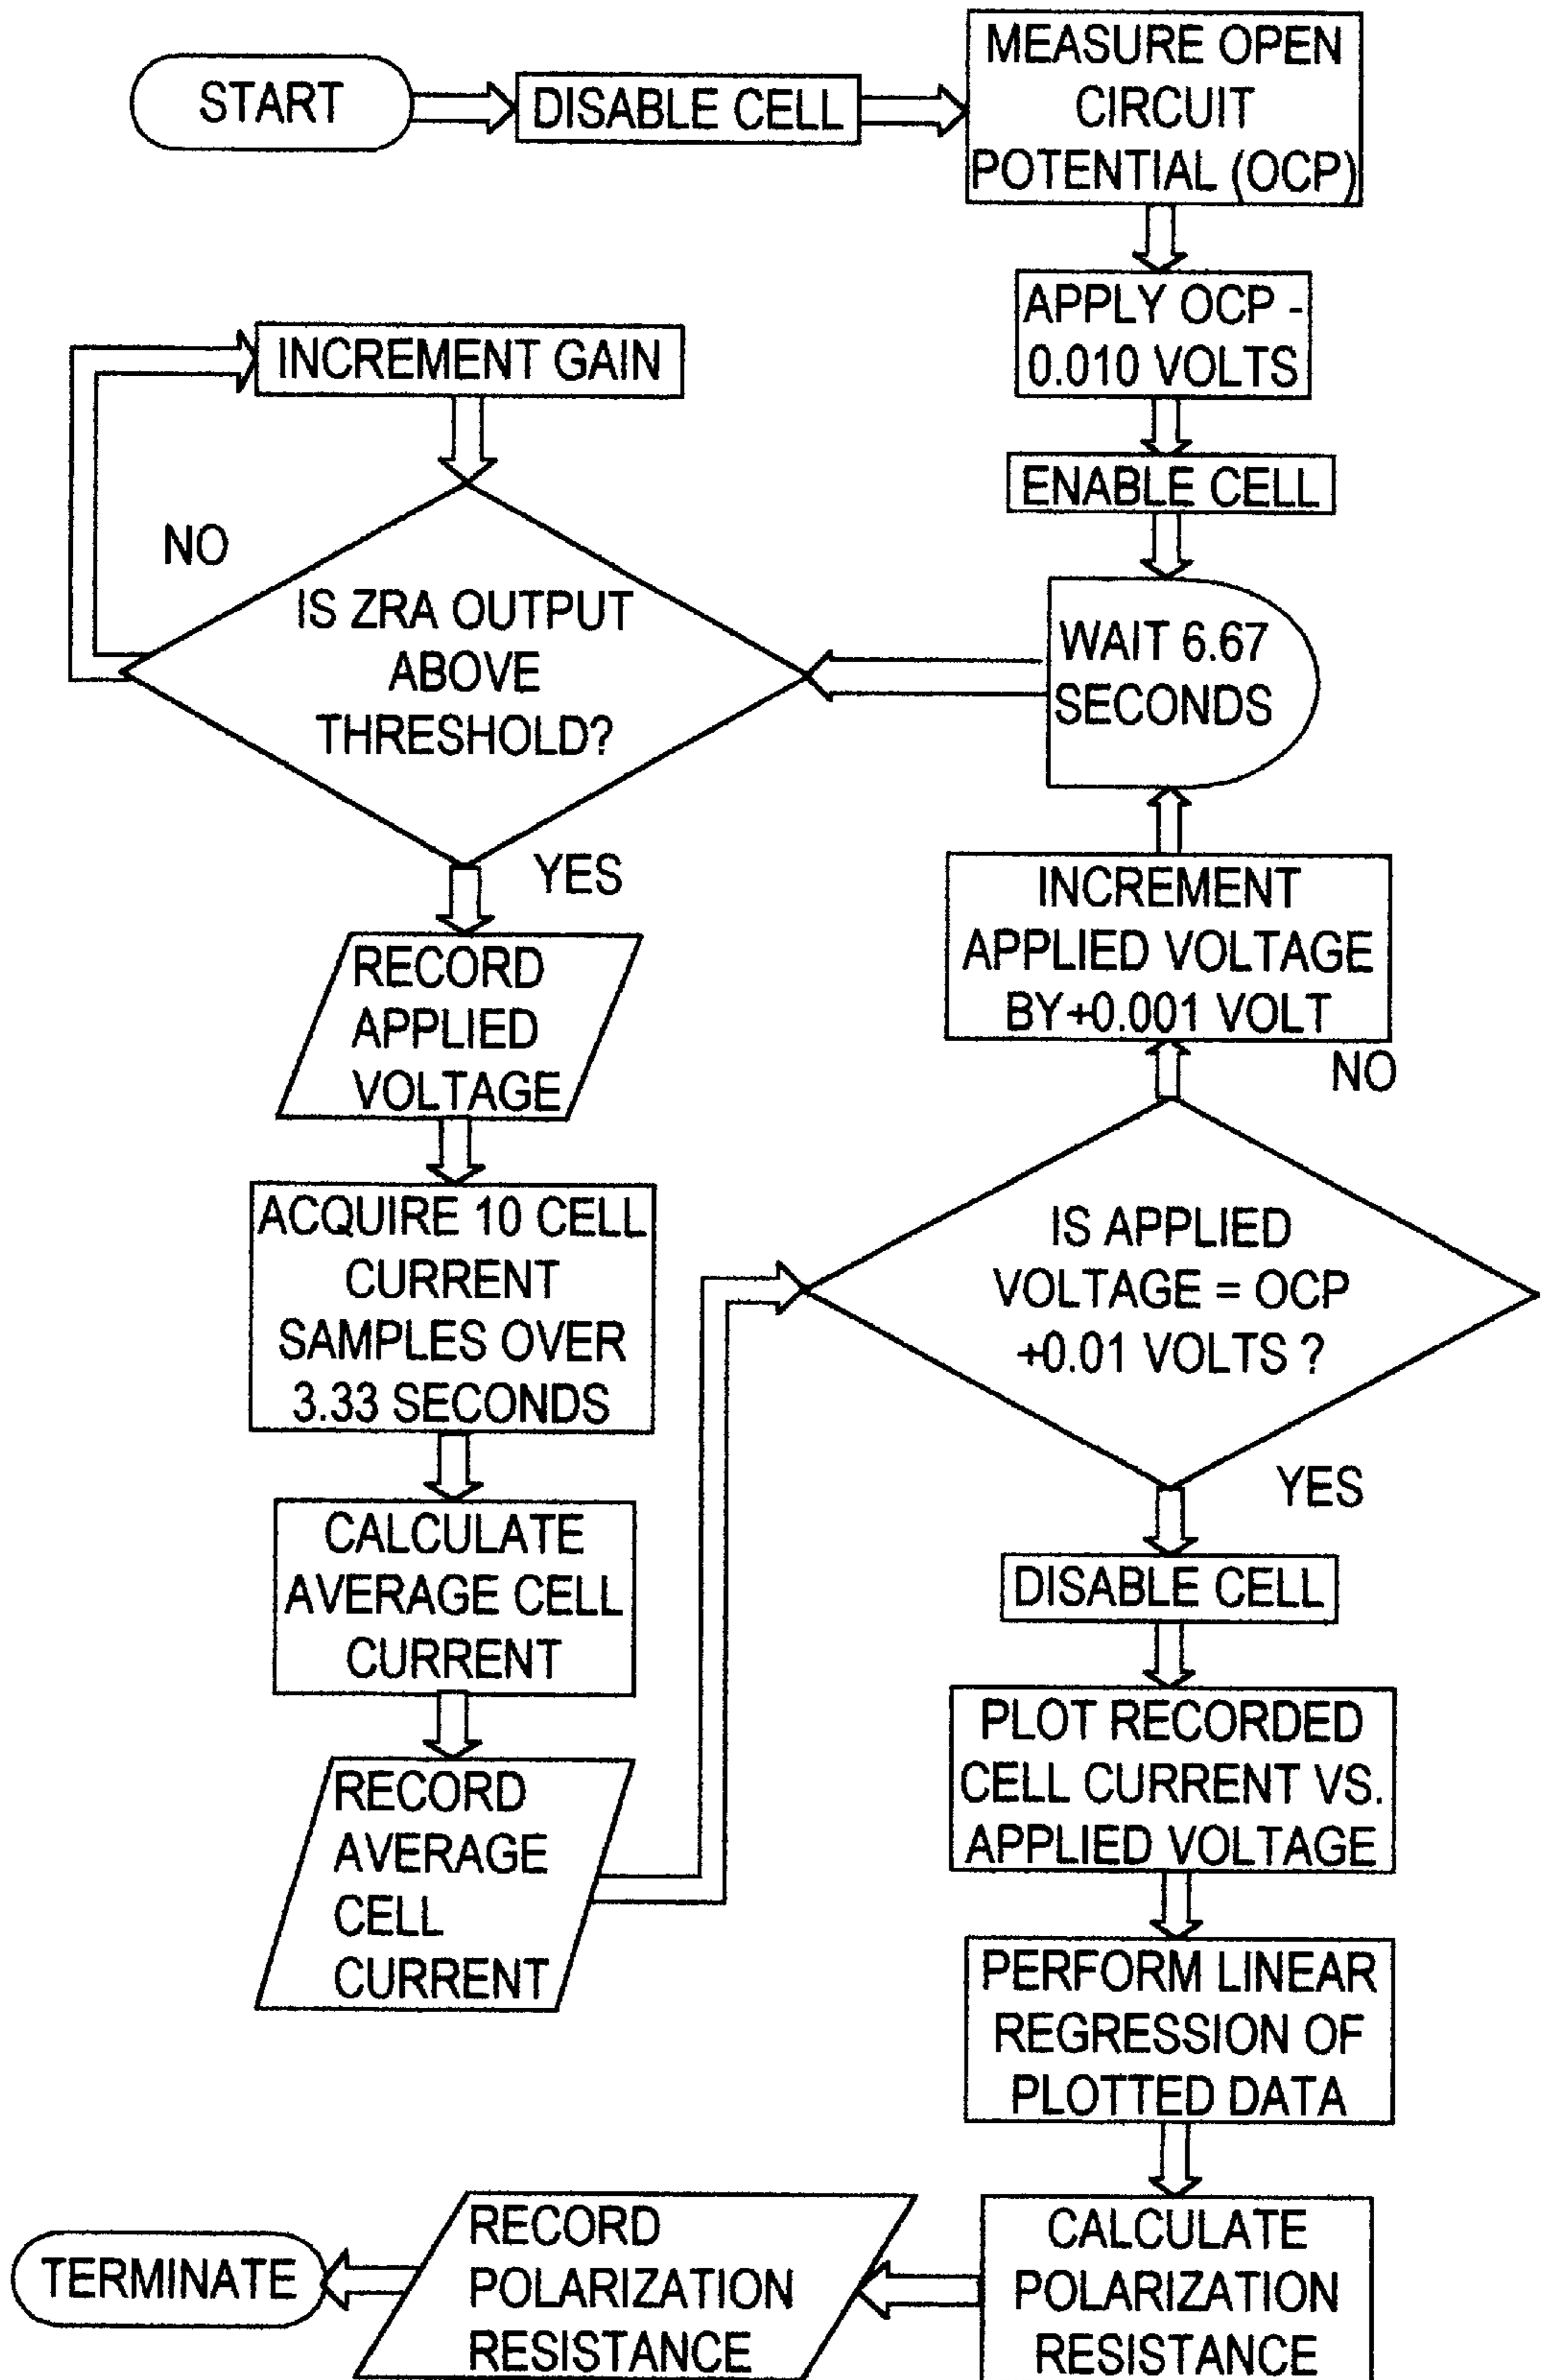 START
DISABLE CELL
MEASURE OPEN
CIRCUIT
POTENTIAL (OCP)
APPLY OCP -
0.010 VOLTS
ENABLE CELL
WAIT 6.67
SECONDS
INCREMENT GAIN
NO
IS ZRA OUTPUT
ABOVE
THRESHOLD?
YES
RECORD
APPLIED
VOLTAGE
ACQUIRE 10 CELL
CURRENT
SAMPLES OVER
3.33 SECONDS
CALCULATE
AVERAGE CELL
CURRENT
RECORD
AVERAGE
CELL
CURRENT
INCREMENT
APPLIED VOLTAGE
BY+0.001 VOLT
NO
IS APPLIED
VOLTAGE = OCP
+0.01 VOLTS ?
YES
DISABLE CELL
PLOT RECORDED
CELL CURRENT VS.
APPLIED VOLTAGE
PERFORM LINEAR
REGRESSION OF
PLOTTED DATA
CALCULATE
POLARIZATION
RESISTANCE
RECORD
POLARIZATION
RESISTANCE
TERMINATE